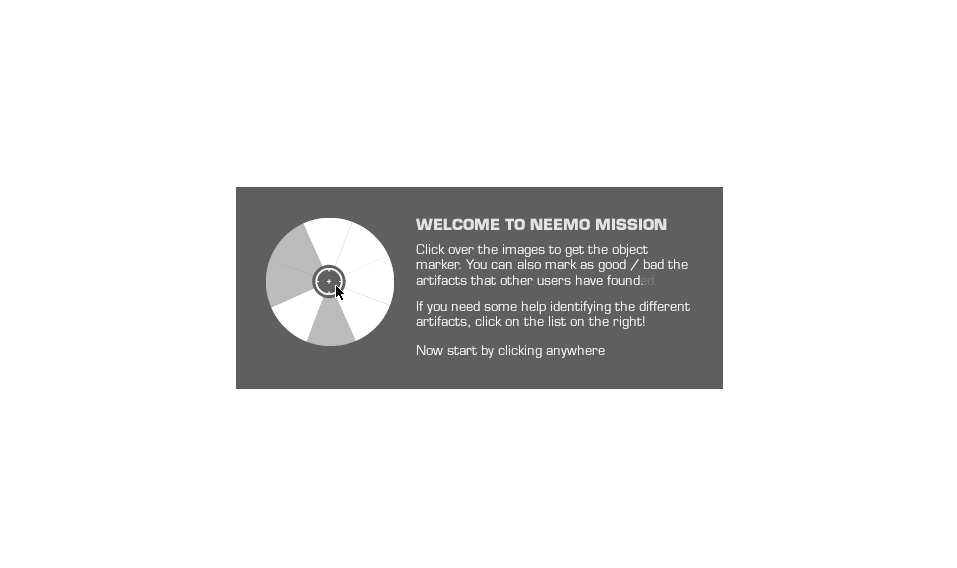 WELCOME TO NEEMO MISSION
Click over the images to get the object
marker. You can also mark as good / bad the
artifacts that other users have found.
If you need some help identifying the different
artifacts, click on the list on the right!
Now start by clicking anywhere